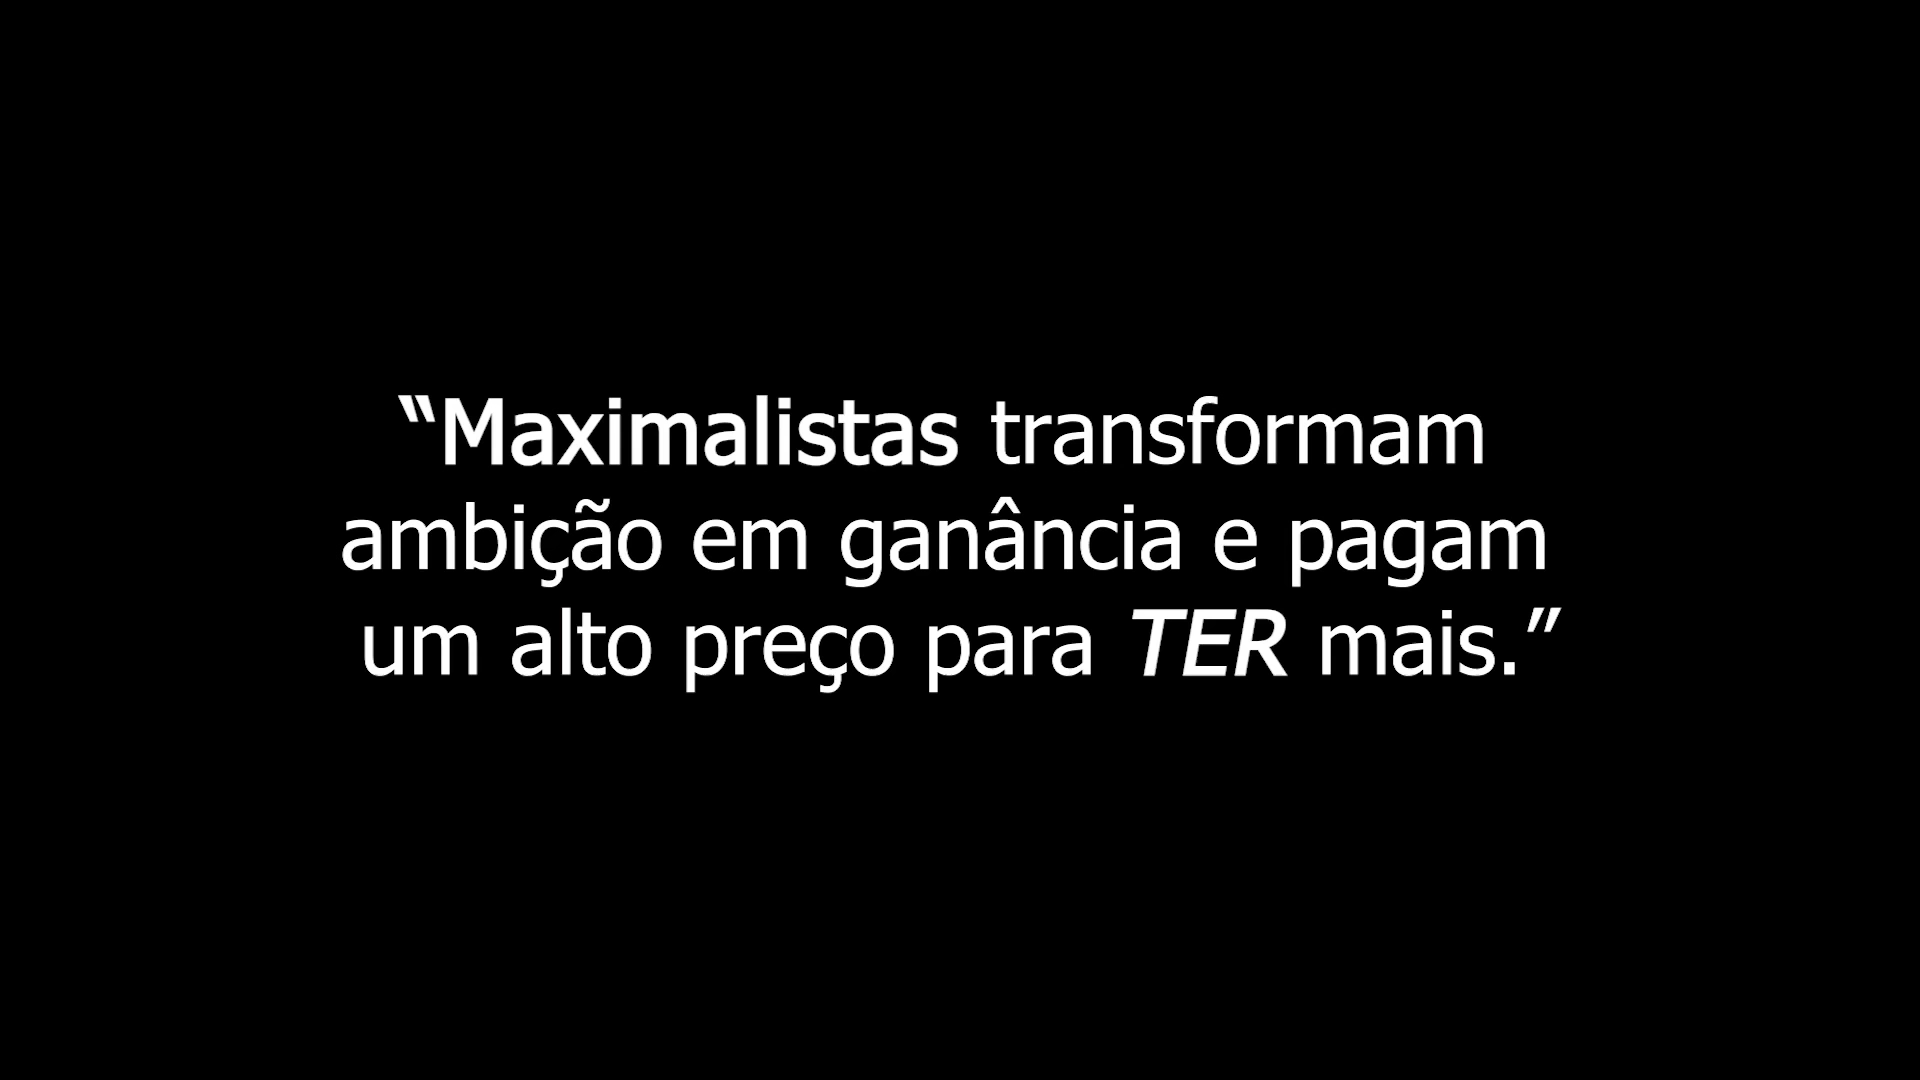 “Maximalistas transformam
ambição em ganância e pagam
um alto preço para TER mais.”